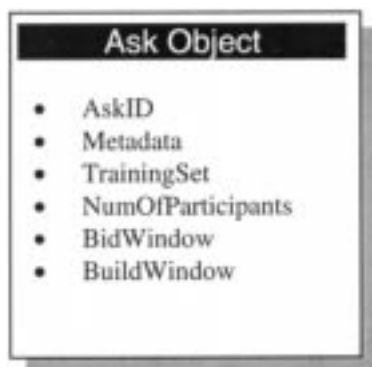 Ask Object
• AskID
• Metadata
• TrainingSet
• NumOfParticipants
• BidWindow
• BuildWindow